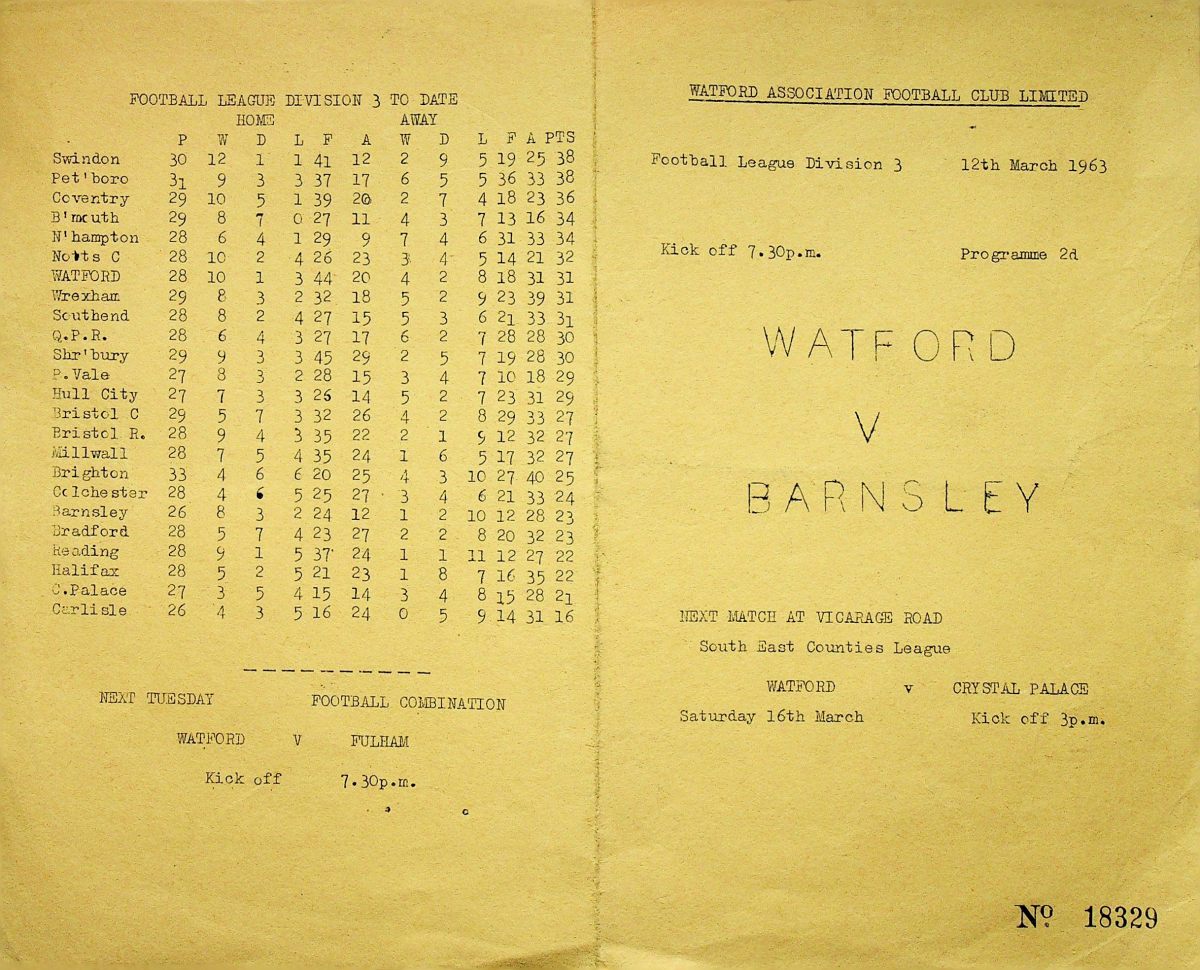 FOOTBALL LEAGUE DIVISION 3 TO DATE
HOME AWAY
P W D L F A W D L F A PTS
Swindon 30 12 1 1 41 12 2 9 5 19 25 38
Pet'boro 31 9 3 3 37 17 6 5 5 36 33 38
Coventry 29 10 5 1 39 20 2 7 4 18 23 36
B'mouth 29 8 7 0 27 11 4 3 7 13 16 34
N'hampton 28 6 4 1 29 9 7 4 6 31 33 34
Notts C 28 10 2 4 26 23 3 4 5 14 21 32
WATFORD 28 10 1 3 44 20 4 2 8 18 31 31
Wrexham 29 8 3 2 32 18 5 2 9 23 39 31
Southend 28 8 2 4 27 15 5 3 6 21 33 31
Q.P.R. 28 6 4 3 27 17 6 2 7 28 28 30
Shr'bury 29 9 3 3 45 29 2 5 7 19 28 30
P.Vale 27 8 3 2 28 15 3 4 7 10 18 29
Hull City 27 7 3 3 26 14 5 2 7 23 31 29
Bristol C 29 5 7 3 32 26 4 2 8 29 33 27
Bristol R. 28 9 4 3 35 22 2 1 9 12 32 27
Millwall 28 7 5 4 35 24 1 6 5 17 32 27
Brighton 33 4 6 6 20 25 4 3 10 27 40 25
Colchester 28 4 6 5 25 27 3 4 6 21 33 24
Barnsley 26 8 3 2 24 12 1 2 10 12 28 23
Bradford 28 5 7 4 23 27 2 2 8 20 32 23
Reading 28 9 1 5 37 24 1 1 11 12 27 22
Halifax 28 5 2 5 21 23 1 8 7 16 35 22
C.Palace 27 3 5 4 15 14 3 4 8 15 28 21
Carlisle 26 4 3 5 16 24 0 5 9 14 31 16
NEXT TUESDAY FOOTBALL COMBINATION
WATFORD V FULHAM
Kick off 7.30p.m.
WATFORD ASSOCIATION FOOTBALL CLUB LIMITED
Football League Division 3 12th March 1963
Kick off 7.30p.m. Programme 2d
WATFORD
V
BARNSLEY
NEXT MATCH AT VICARAGE ROAD
South East Counties League
WATFORD v CRYSTAL PALACE
Saturday 16th March Kick off 3p.m.
Nº 18329